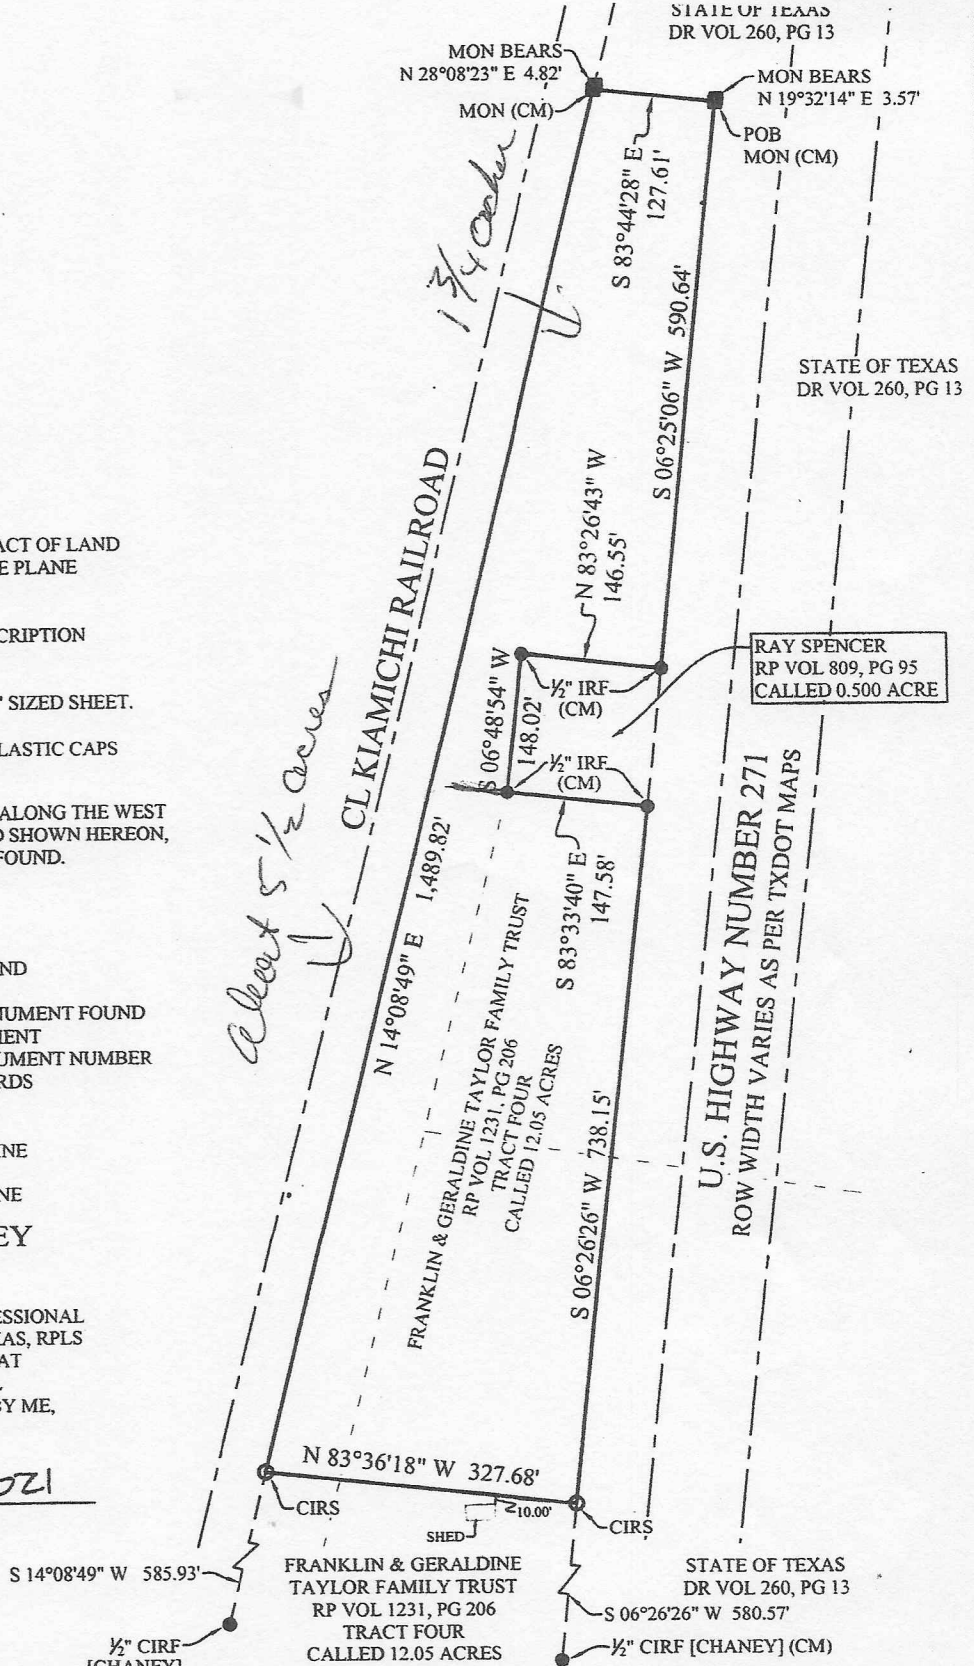 STATE OF TEXAS
DR VOL 260, PG 13
MON BEARS
N 28°08'23" E 4.82'
MON (CM)
MON BEARS
N 19°32'14" E 3.57'
POB
MON (CM)
S 83°44'28" E
127.61'
1 3/4
S 06°25'06" W 590.64'
STATE OF TEXAS
DR VOL 260, PG 13
CL KIAMICHI RAILROAD
N 83°26'43" W
146.55'
ACT OF LAND
E PLANE
CRIPTION
" SIZED SHEET.
LASTIC CAPS
ALONG THE WEST
D SHOWN HEREON,
FOUND.
RAY SPENCER
RP VOL 809, PG 95
CALLED 0.500 ACRE
½" IRF
(CM)
S 06°48'54" W
148.02'
½" IRF
(CM)
about 5 1/2 acres
N 14°08'49" E 1,489.82'
S 83°33'40" E
147.58'
U.S. HIGHWAY NUMBER 271
ROW WIDTH VARIES AS PER TXDOT MAPS
FRANKLIN & GERALDINE TAYLOR FAMILY TRUST
RP VOL 1231, PG 206
TRACT FOUR
CALLED 12.05 ACRES
S 06°26'26" W 738.15'
ND
NUMENT FOUND
MENT
UMENT NUMBER
RDS
INE
NE
EY
ESSIONAL
XAS, RPLS
AT
BY ME,
021
N 83°36'18" W 327.68'
CIRS
10.00'
SHED
CIRS
S 14°08'49" W 585.93'
FRANKLIN & GERALDINE
TAYLOR FAMILY TRUST
RP VOL 1231, PG 206
TRACT FOUR
CALLED 12.05 ACRES
STATE OF TEXAS
DR VOL 260, PG 13
S 06°26'26" W 580.57'
½" CIRF
[CHANEY]
½" CIRF [CHANEY] (CM)